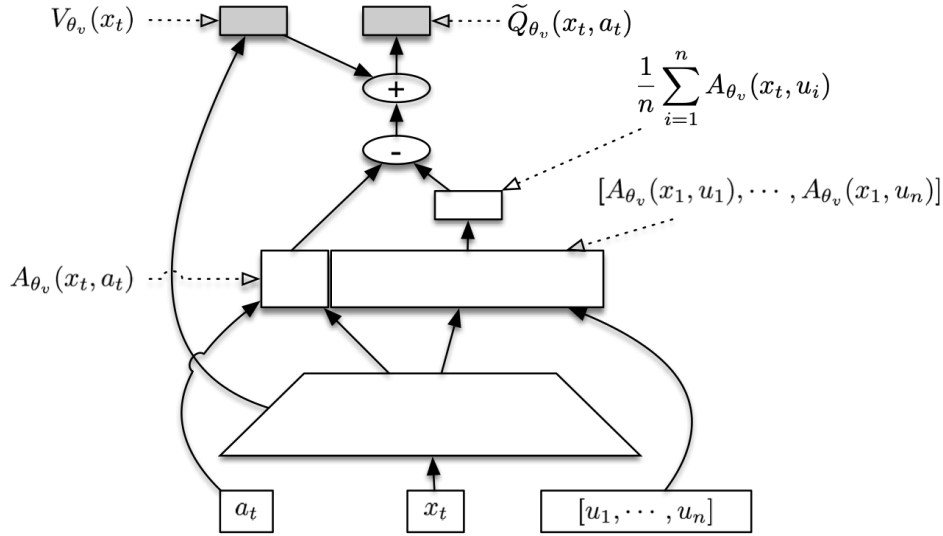 V_{θ_v}(x_t)
\widetilde{Q}_{θ_v}(x_t, a_t)
+
\frac{1}{n} \sum_{i=1}^{n} A_{θ_v}(x_t, u_i)
-
[A_{θ_v}(x_1, u_1), ⋯ , A_{θ_v}(x_1, u_n)]
A_{θ_v}(x_t, a_t)
a_t
x_t
[u_1, ⋯ , u_n]